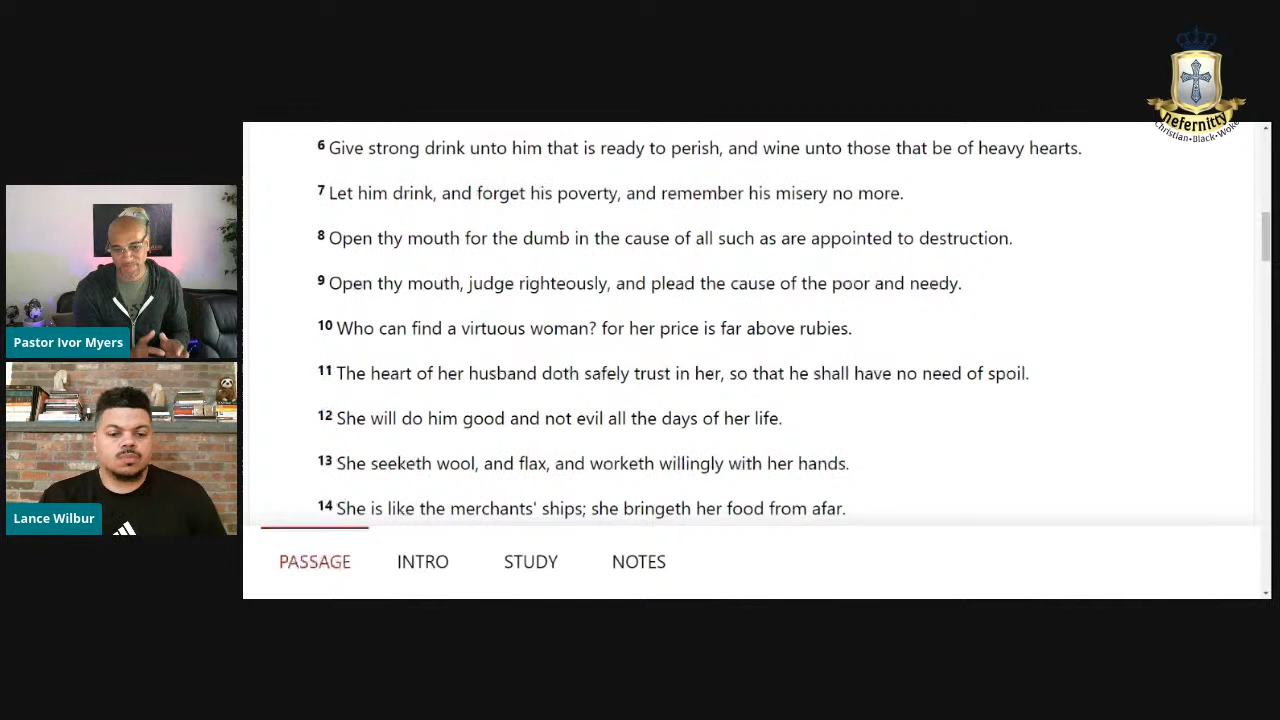 nefernitty
Christian•Black•Woke
6 Give strong drink unto him that is ready to perish, and wine unto those that be of heavy hearts.
7 Let him drink, and forget his poverty, and remember his misery no more.
8 Open thy mouth for the dumb in the cause of all such as are appointed to destruction.
9 Open thy mouth, judge righteously, and plead the cause of the poor and needy.
10 Who can find a virtuous woman? for her price is far above rubies.
11 The heart of her husband doth safely trust in her, so that he shall have no need of spoil.
12 She will do him good and not evil all the days of her life.
13 She seeketh wool, and flax, and worketh willingly with her hands.
14 She is like the merchants' ships; she bringeth her food from afar.
PASSAGE INTRO STUDY NOTES
Pastor Ivor Myers
Lance Wilbur